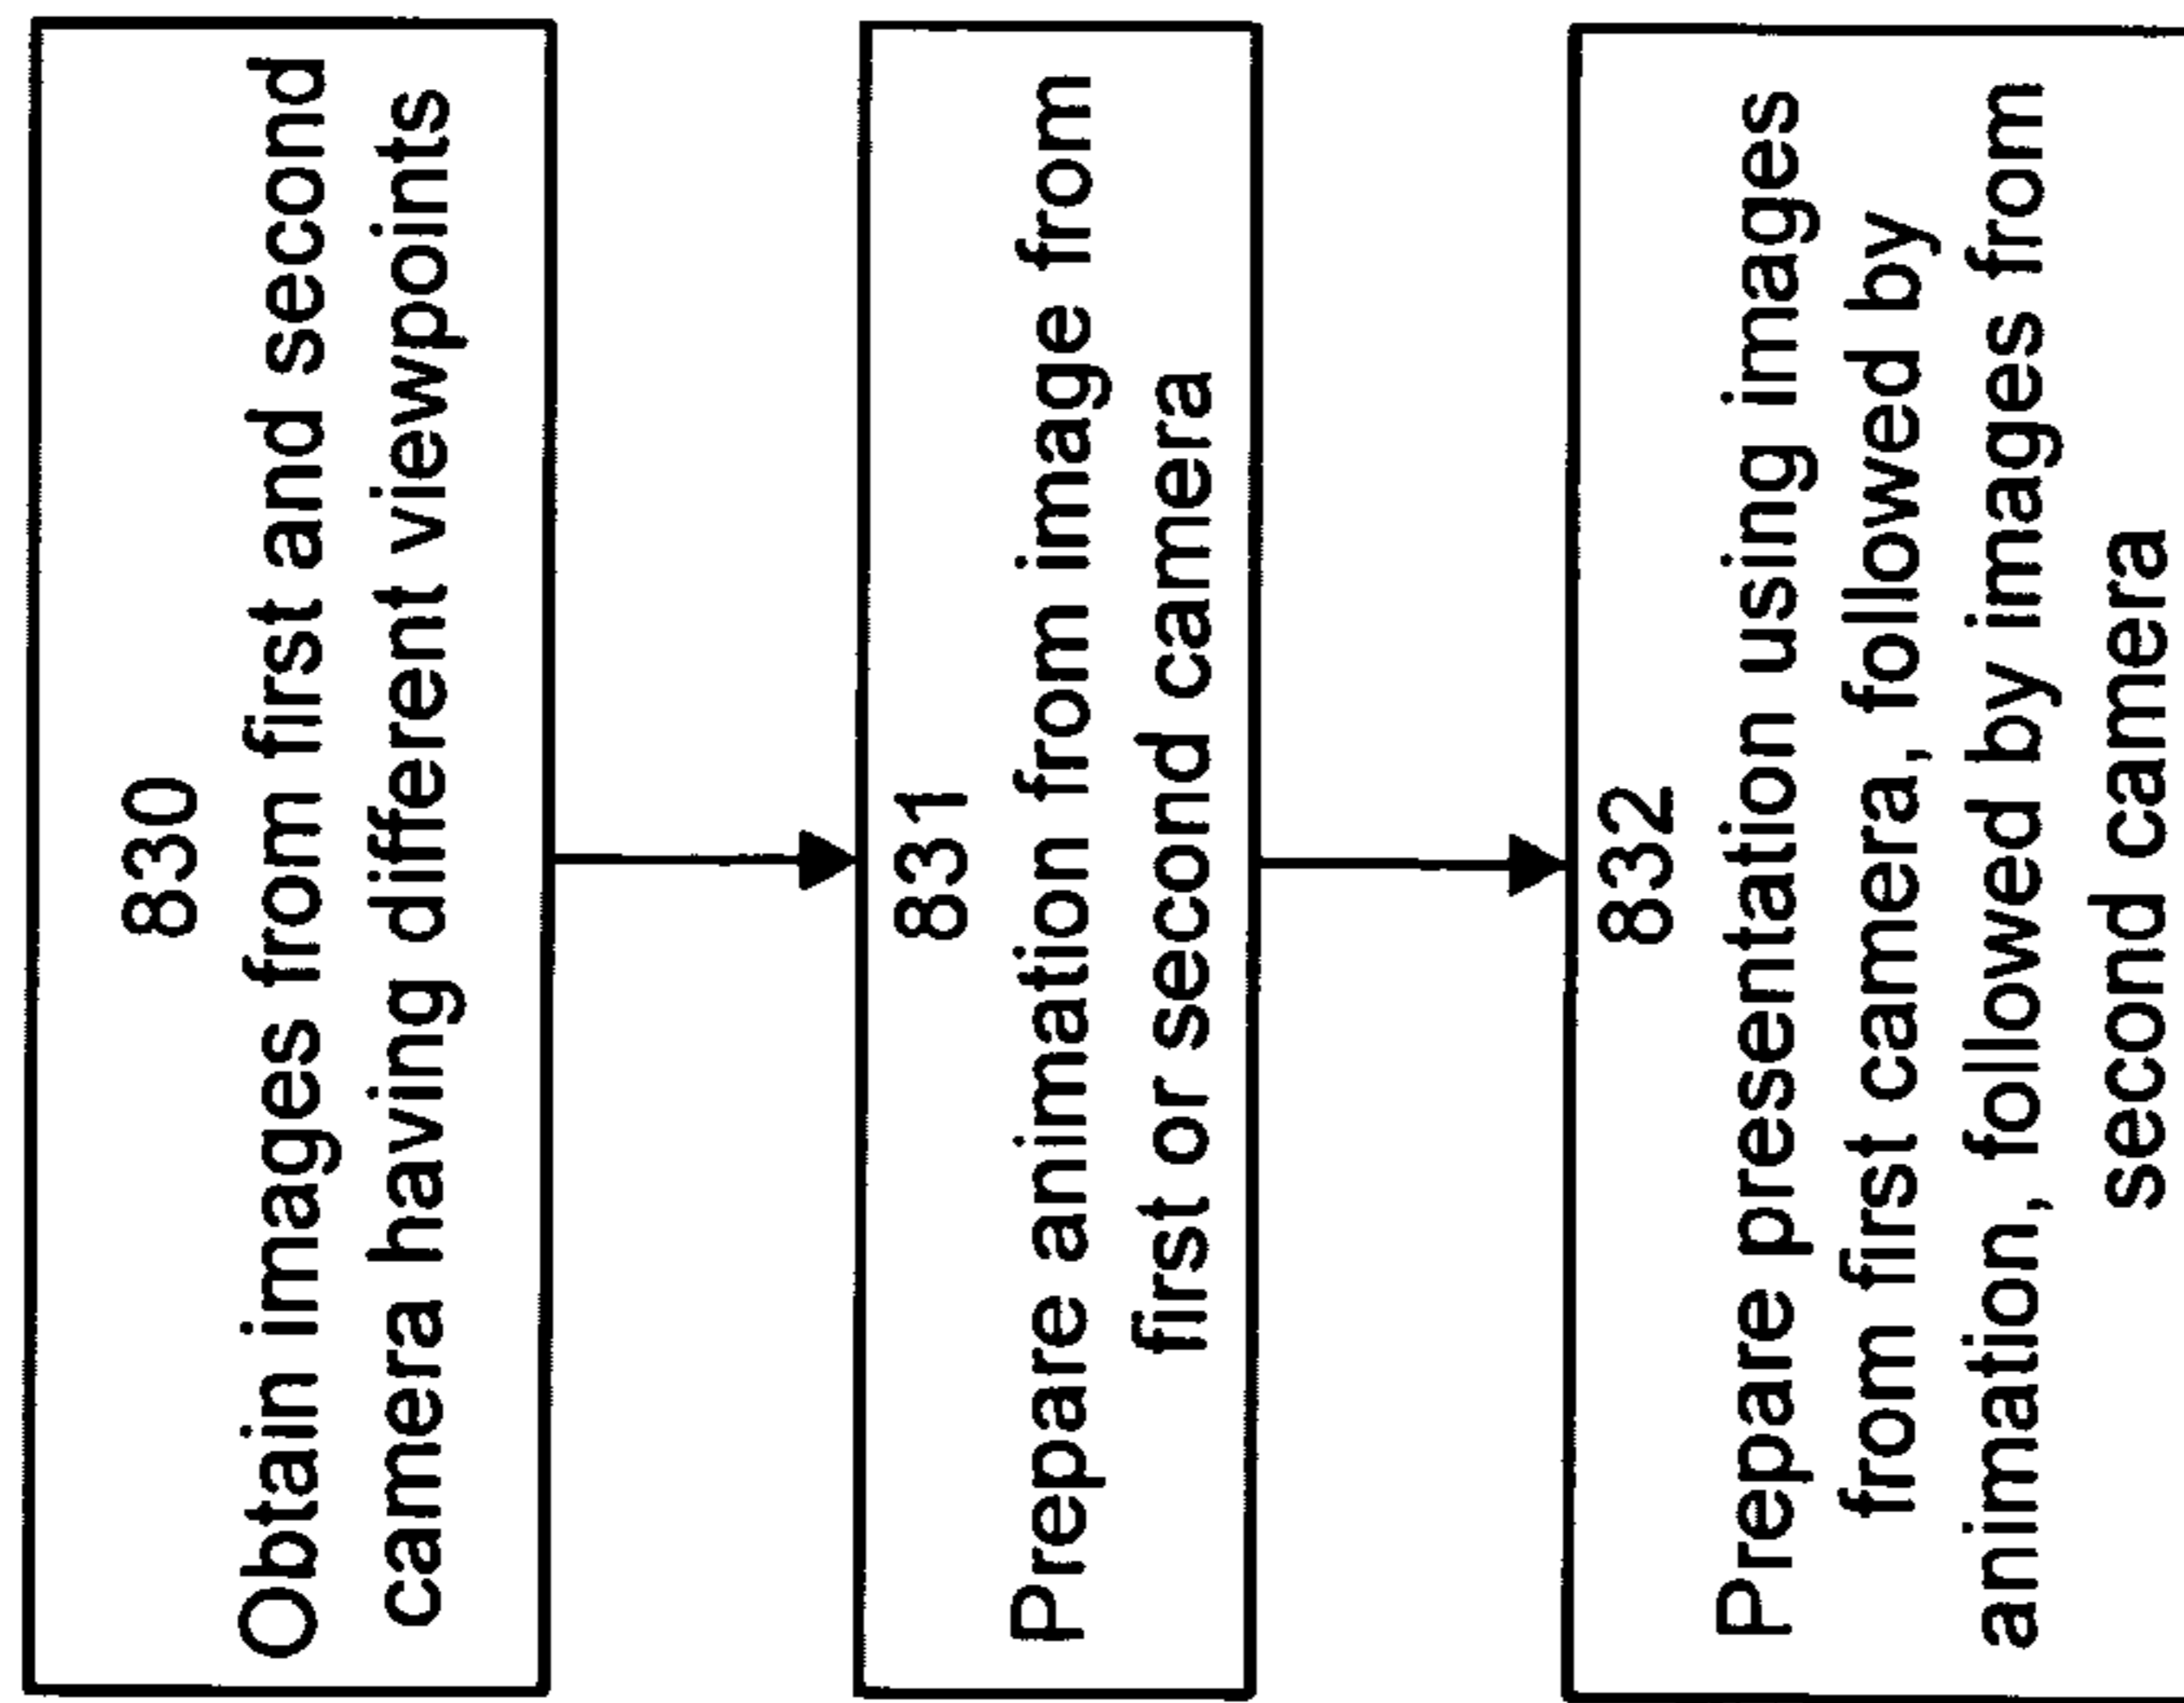 830
Obtain images from first and second
camera having different viewpoints
831
Prepare animation from image from
first or second camera
832
Prepare presentation using images
from first camera, followed by
animation, followed by images from
second camera